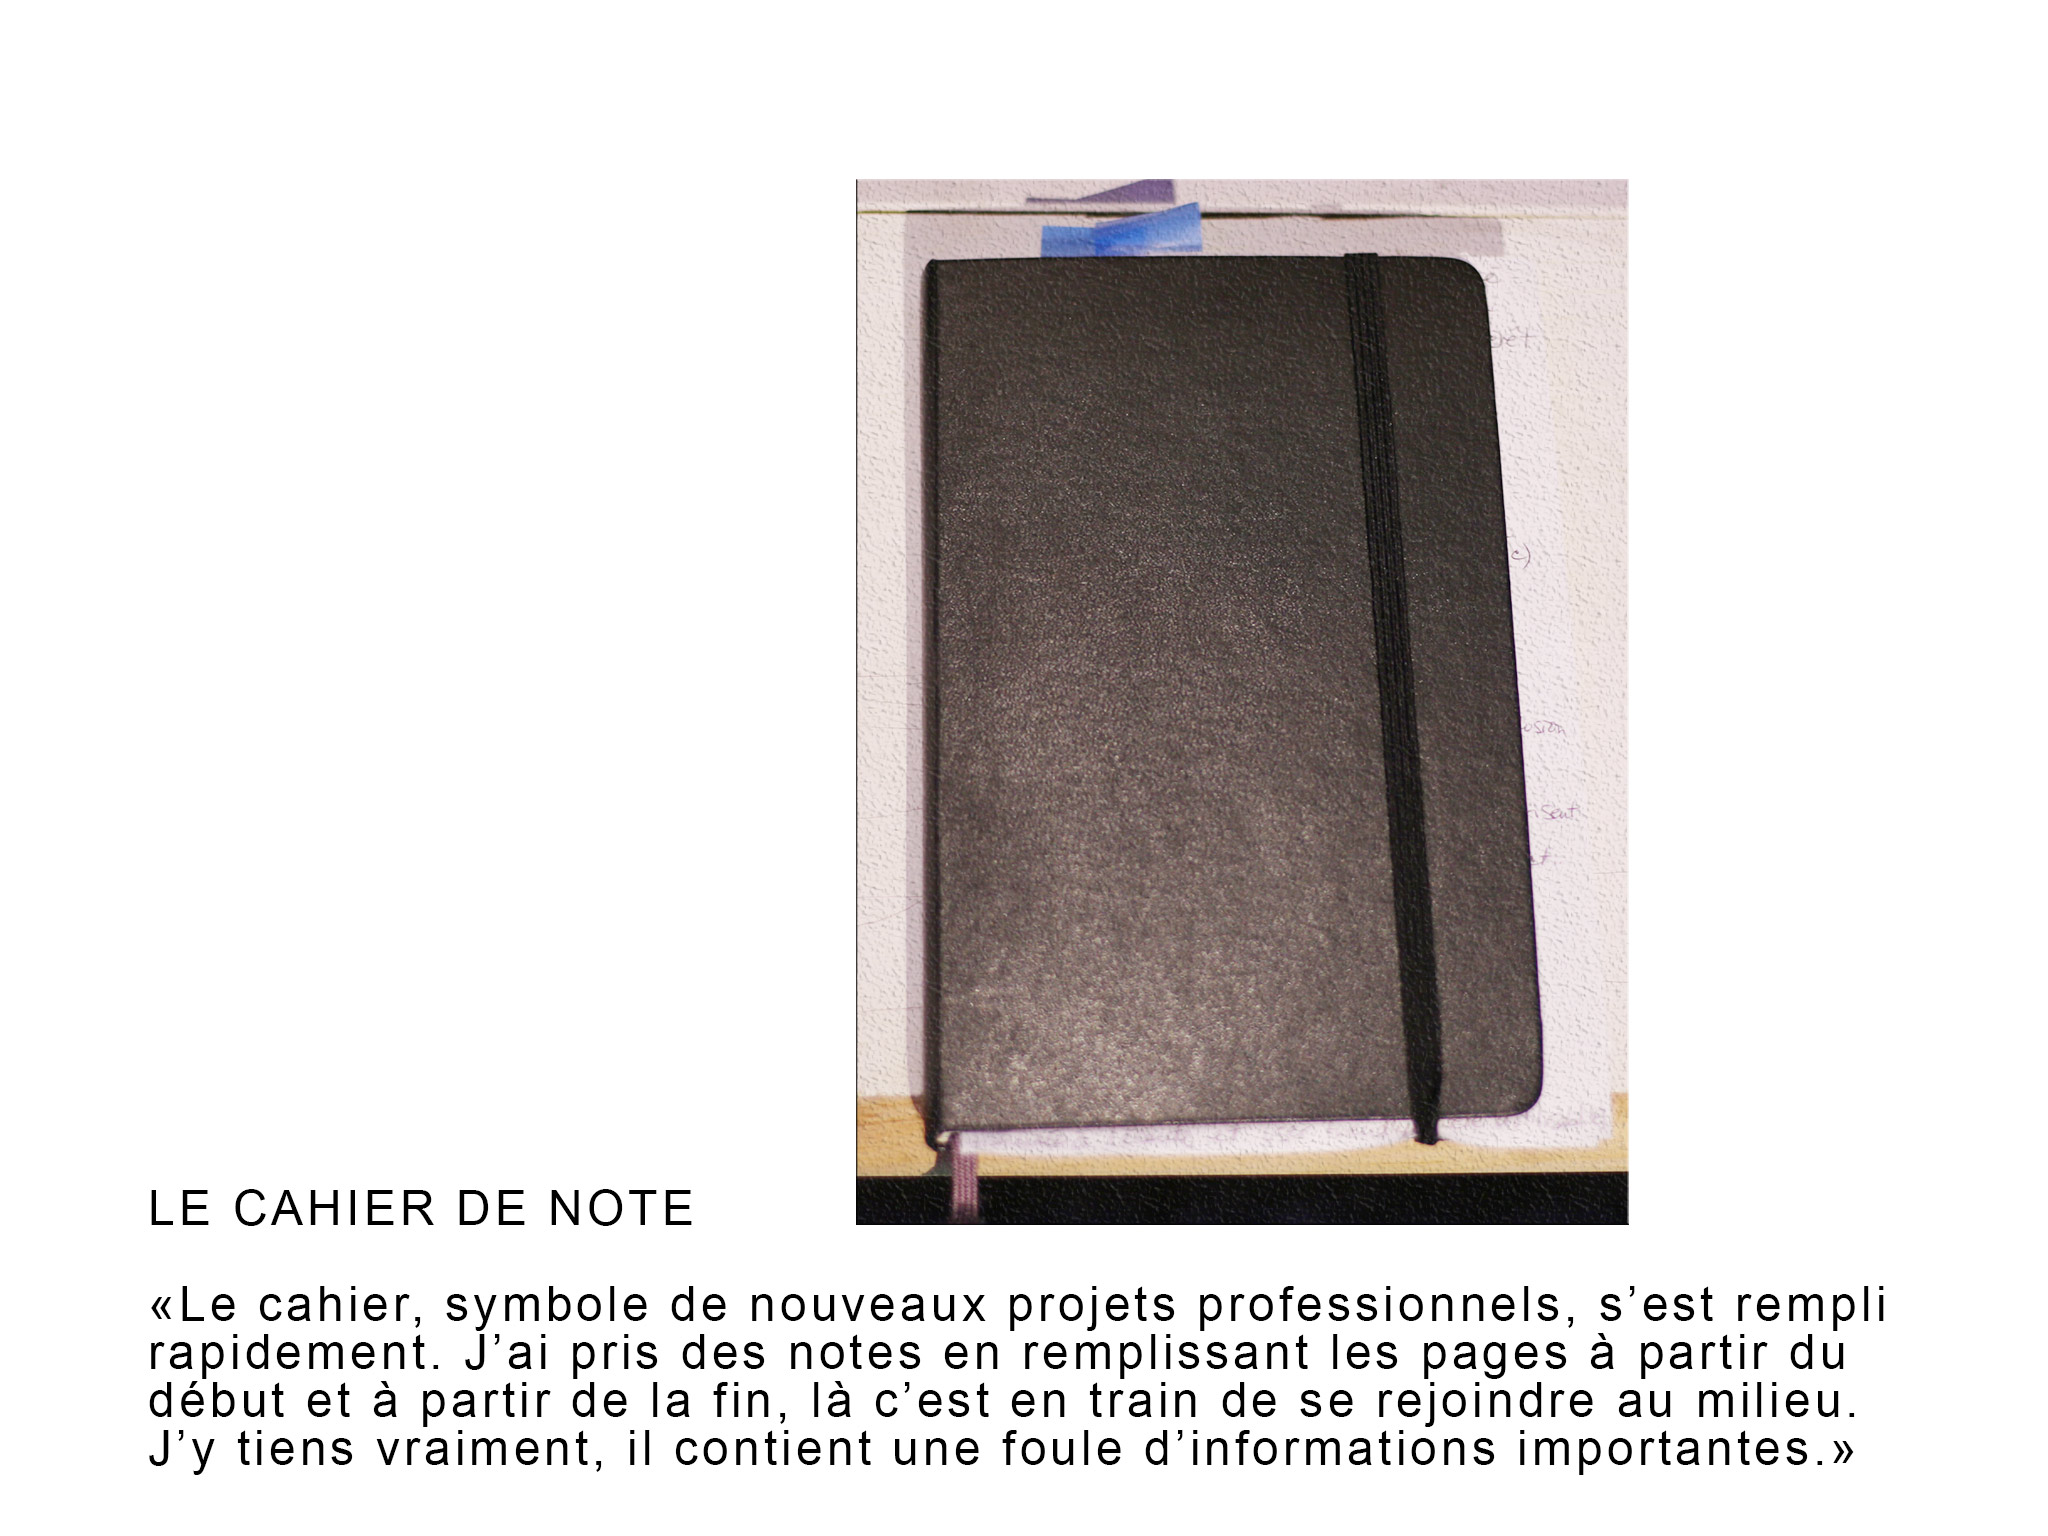 LE CAHIER DE NOTE
«Le cahier, symbole de nouveaux projets professionnels, s’est rempli
rapidement. J’ai pris des notes en remplissant les pages à partir du
début et à partir de la fin, là c’est en train de se rejoindre au milieu.
J’y tiens vraiment, il contient une foule d’informations importantes.»